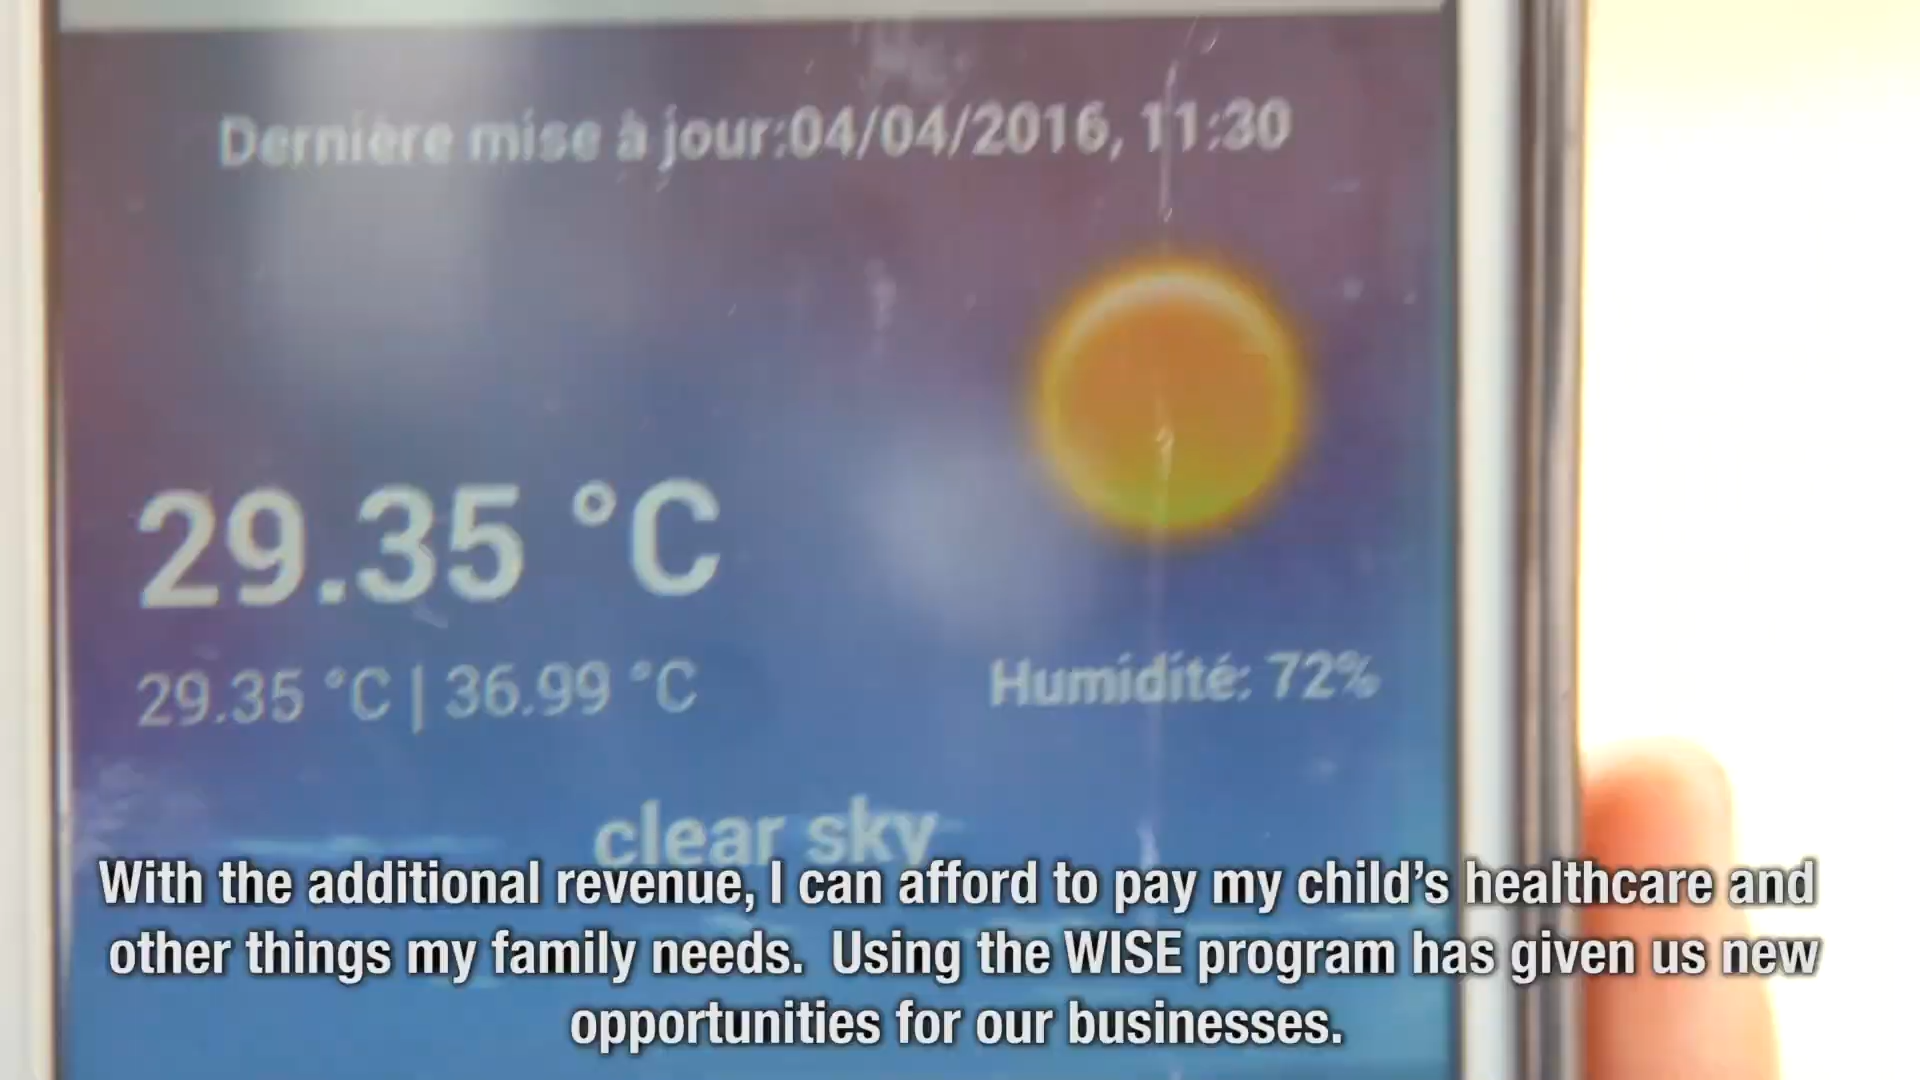 Dernière mise à jour:04/04/2016, 11:30
29.35 °C
29.35 °C | 36.99 °C
Humidité: 72%
clear sky
With the additional revenue, I can afford to pay my child’s healthcare and
other things my family needs.  Using the WISE program has given us new
opportunities for our businesses.